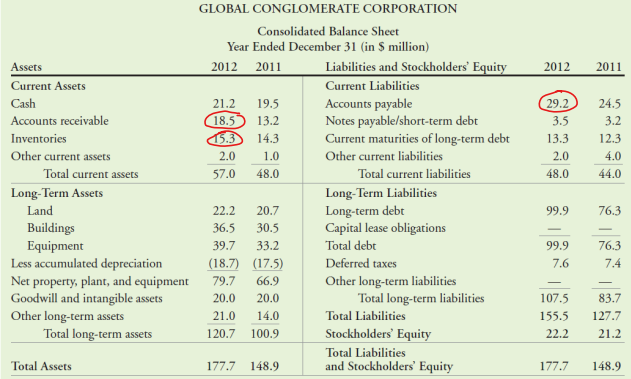 GLOBAL CONGLOMERATE CORPORATION
Consolidated Balance Sheet
Year Ended December 31 (in $ million)
Assets 2012 2011 Liabilities and Stockholders' Equity 2012 2011
Current Assets Current Liabilities
Cash 21.2 19.5 Accounts payable 29.2 24.5
Accounts receivable 18.5 13.2 Notes payable/short-term debt 3.5 3.2
Inventories 15.3 14.3 Current maturities of long-term debt 13.3 12.3
Other current assets 2.0 1.0 Other current liabilities 2.0 4.0
Total current assets 57.0 48.0 Total current liabilities 48.0 44.0
Long-Term Assets Long-Term Liabilities
Land 22.2 20.7 Long-term debt 99.9 76.3
Buildings 36.5 30.5 Capital lease obligations — —
Equipment 39.7 33.2 Total debt 99.9 76.3
Less accumulated depreciation (18.7) (17.5) Deferred taxes 7.6 7.4
Net property, plant, and equipment 79.7 66.9 Other long-term liabilities — —
Goodwill and intangible assets 20.0 20.0 Total long-term liabilities 107.5 83.7
Other long-term assets 21.0 14.0 Total Liabilities 155.5 127.7
Total long-term assets 120.7 100.9 Stockholders' Equity 22.2 21.2
Total Liabilities
Total Assets 177.7 148.9 and Stockholders' Equity 177.7 148.9